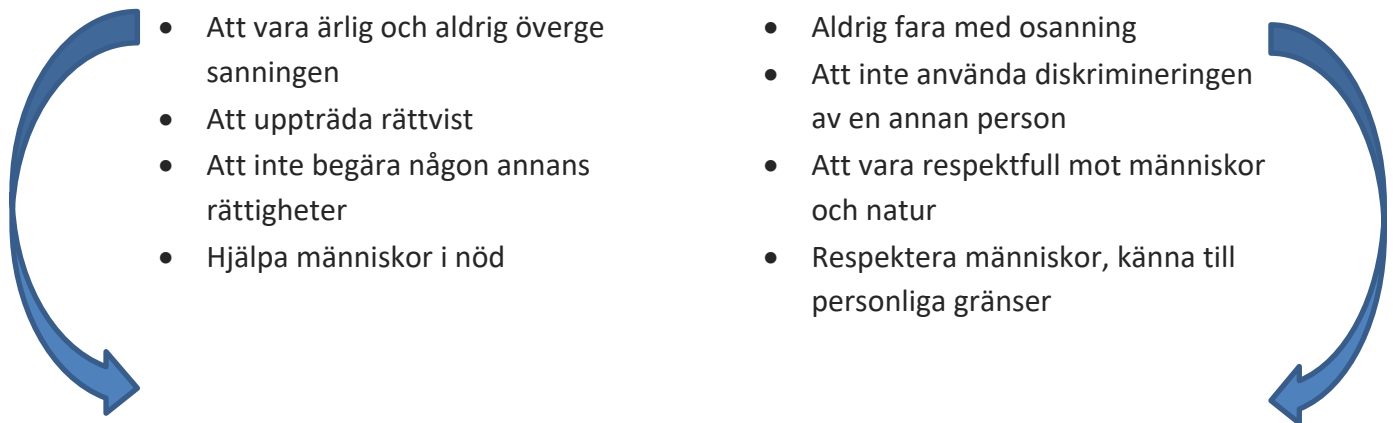 • Att vara ärlig och aldrig överge
sanningen
• Att uppträda rättvist
• Att inte begära någon annans
rättigheter
• Hjälpa människor i nöd
• Aldrig fara med osanning
• Att inte använda diskrimineringen
av en annan person
• Att vara respektfull mot människor
och natur
• Respektera människor, känna till
personliga gränser